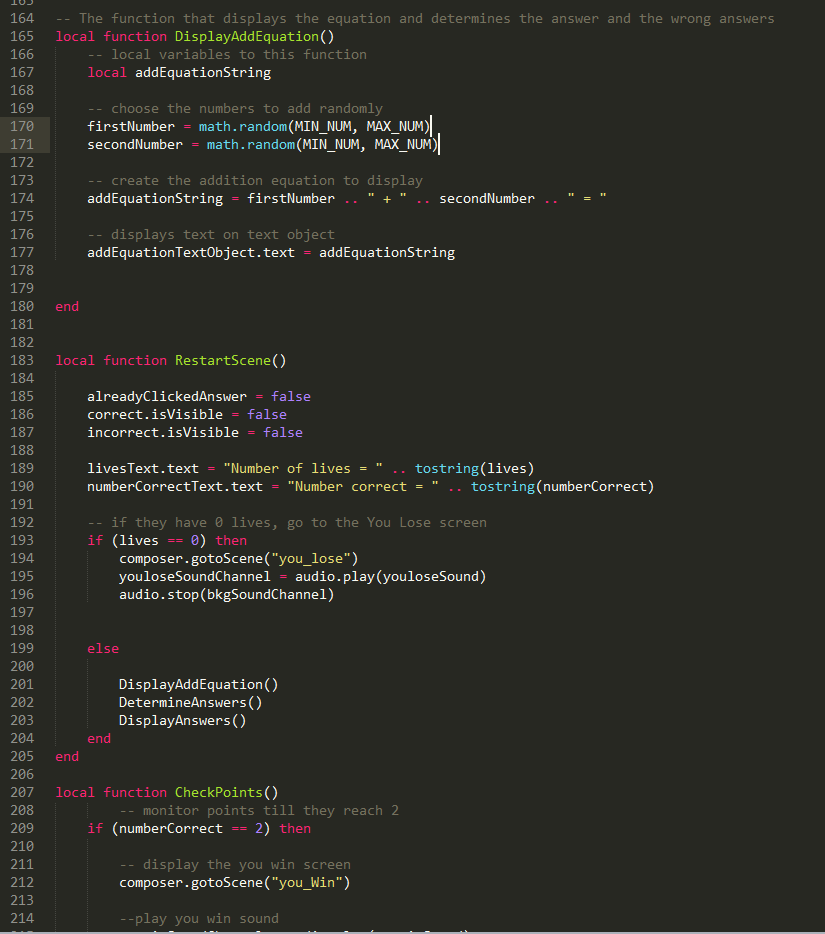 164 -- The function that displays the equation and determines the answer and the wrong answers
165 local function DisplayAddEquation()
166 -- local variables to this function
167 local addEquationString
168
169 -- choose the numbers to add randomly
170 firstNumber = math.random(MIN_NUM, MAX_NUM)
171 secondNumber = math.random(MIN_NUM, MAX_NUM)
172
173 -- create the addition equation to display
174 addEquationString = firstNumber .. " + " .. secondNumber .. " = "
175
176 -- displays text on text object
177 addEquationTextObject.text = addEquationString
178
179
180 end
181
182
183 local function RestartScene()
184
185 alreadyClickedAnswer = false
186 correct.isVisible = false
187 incorrect.isVisible = false
188
189 livesText.text = "Number of lives = " .. tostring(lives)
190 numberCorrectText.text = "Number correct = " .. tostring(numberCorrect)
191
192 -- if they have 0 lives, go to the You Lose screen
193 if (lives == 0) then
194 composer.gotoScene("you_lose")
195 youloseSoundChannel = audio.play(youloseSound)
196 audio.stop(bkgSoundChannel)
197
198
199 else
200
201 DisplayAddEquation()
202 DetermineAnswers()
203 DisplayAnswers()
204 end
205 end
206
207 local function CheckPoints()
208 -- monitor points till they reach 2
209 if (numberCorrect == 2) then
210
211 -- display the you win screen
212 composer.gotoScene("you_Win")
213
214 --play you win sound